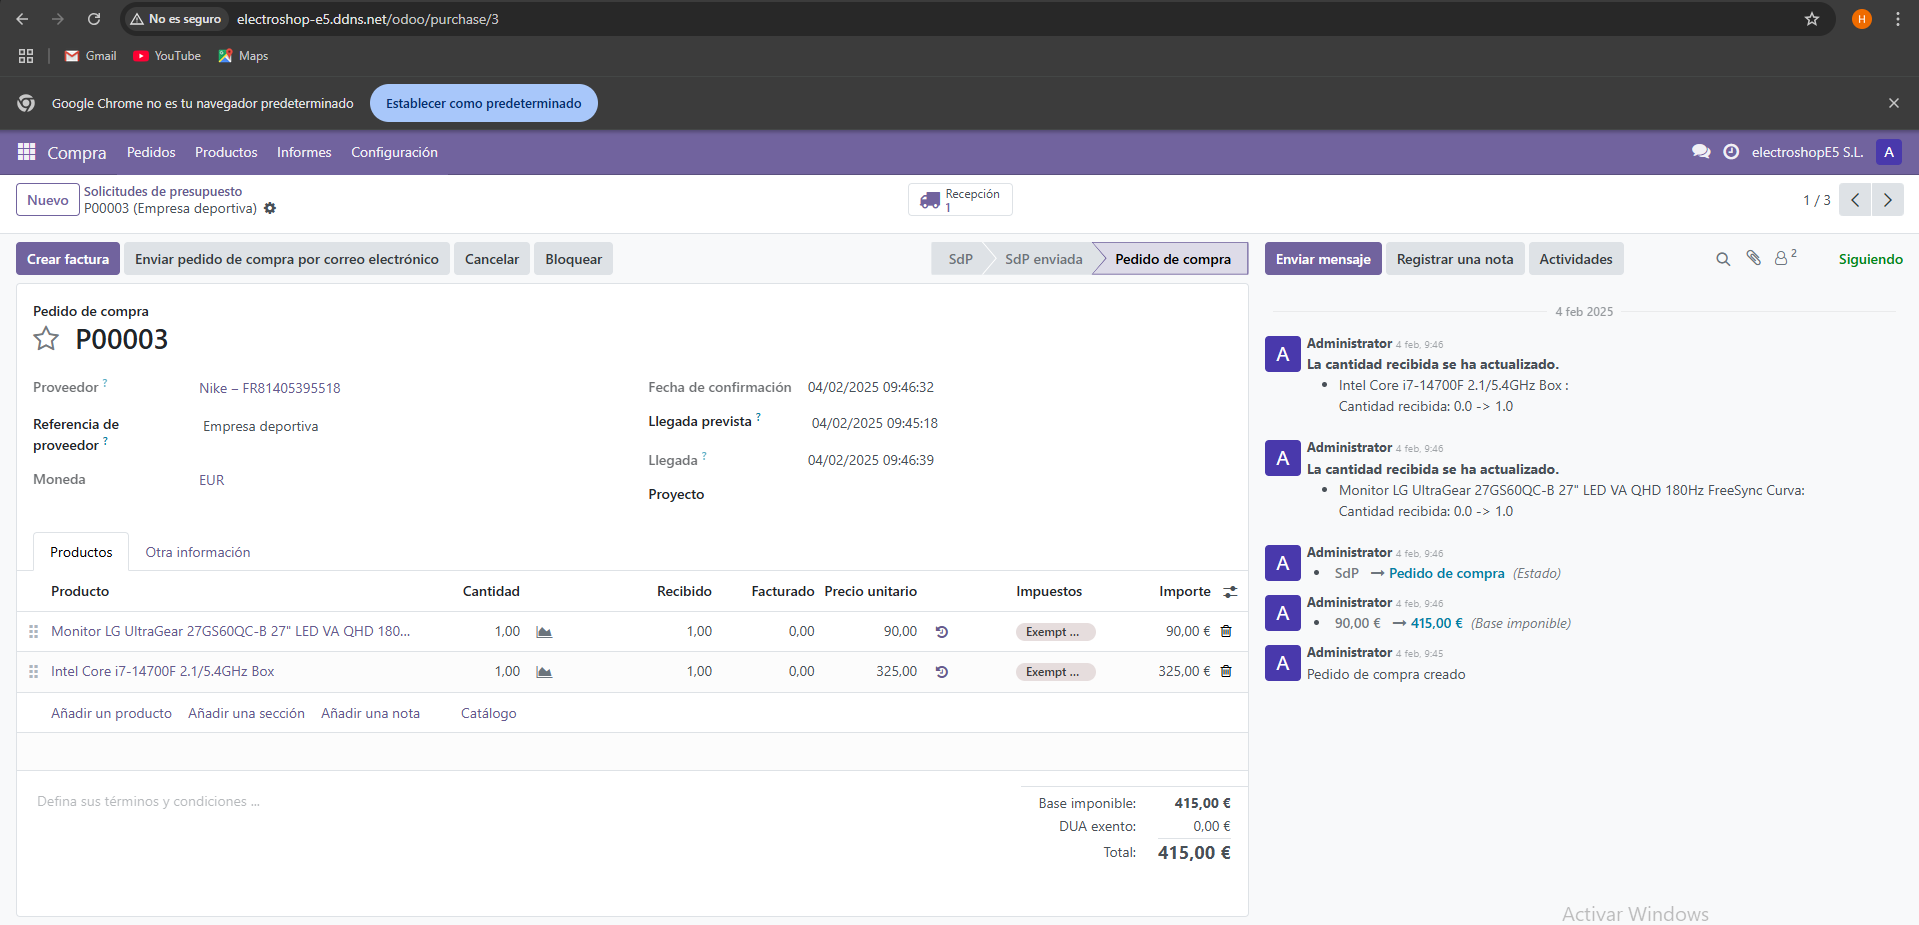 No es seguro
electroshop-e5.ddns.net/odoo/purchase/3
H
Gmail
YouTube
Maps
Google Chrome no es tu navegador predeterminado
Establecer como predeterminado
Compra
Pedidos
Productos
Informes
Configuración
electroshopE5 S.L.
A
Nuevo
Solicitudes de presupuesto
P00003 (Empresa deportiva)
Recepción
1
1 / 3
Crear factura
Enviar pedido de compra por correo electrónico
Cancelar
Bloquear
SdP
SdP enviada
Pedido de compra
Enviar mensaje
Registrar una nota
Actividades
2
Siguiendo
Pedido de compra
P00003
Proveedor ?
Nike – FR81405395518
Referencia de
proveedor ?
Empresa deportiva
Moneda
EUR
Fecha de confirmación
04/02/2025 09:46:32
Llegada prevista ?
04/02/2025 09:45:18
Llegada ?
04/02/2025 09:46:39
Proyecto
Productos
Otra información
Producto
Cantidad
Recibido
Facturado
Precio unitario
Impuestos
Importe
Monitor LG UltraGear 27GS60QC-B 27" LED VA QHD 180...
1,00
1,00
0,00
90,00
Exempt ...
90,00 €
Intel Core i7-14700F 2.1/5.4GHz Box
1,00
1,00
0,00
325,00
Exempt ...
325,00 €
Añadir un producto
Añadir una sección
Añadir una nota
Catálogo
Defina sus términos y condiciones ...
Base imponible:
415,00 €
DUA exento:
0,00 €
Total:
415,00 €
4 feb 2025
A
Administrator 4 feb, 9:46
La cantidad recibida se ha actualizado.
• Intel Core i7-14700F 2.1/5.4GHz Box :
Cantidad recibida: 0.0 -> 1.0
A
Administrator 4 feb, 9:46
La cantidad recibida se ha actualizado.
• Monitor LG UltraGear 27GS60QC-B 27" LED VA QHD 180Hz FreeSync Curva:
Cantidad recibida: 0.0 -> 1.0
A
Administrator 4 feb, 9:46
• SdP → Pedido de compra (Estado)
A
Administrator 4 feb, 9:46
• 90,00 € → 415,00 € (Base imponible)
A
Administrator 4 feb, 9:45
Pedido de compra creado
Activar Windows